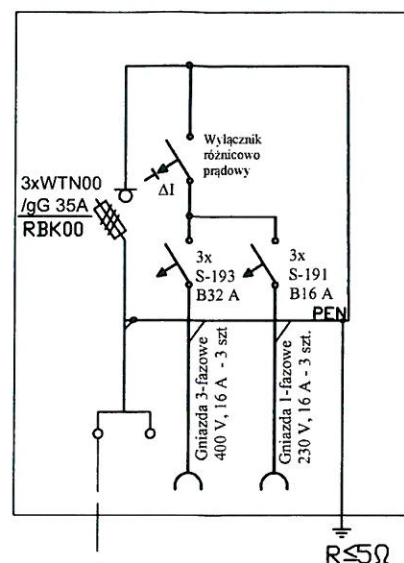 Wyłącznik
różnicowo
prądowy
ΔI
3xWTN00
/gG 35A
RBK00
3x
S-193
B32 A
3x
S-191
B16 A
PEN
Gniazda 3-fazowe
400 V, 16 A - 3 szt
Gniazda 1-fazowe
230 V, 16 A - 3 szt.
R≤5Ω